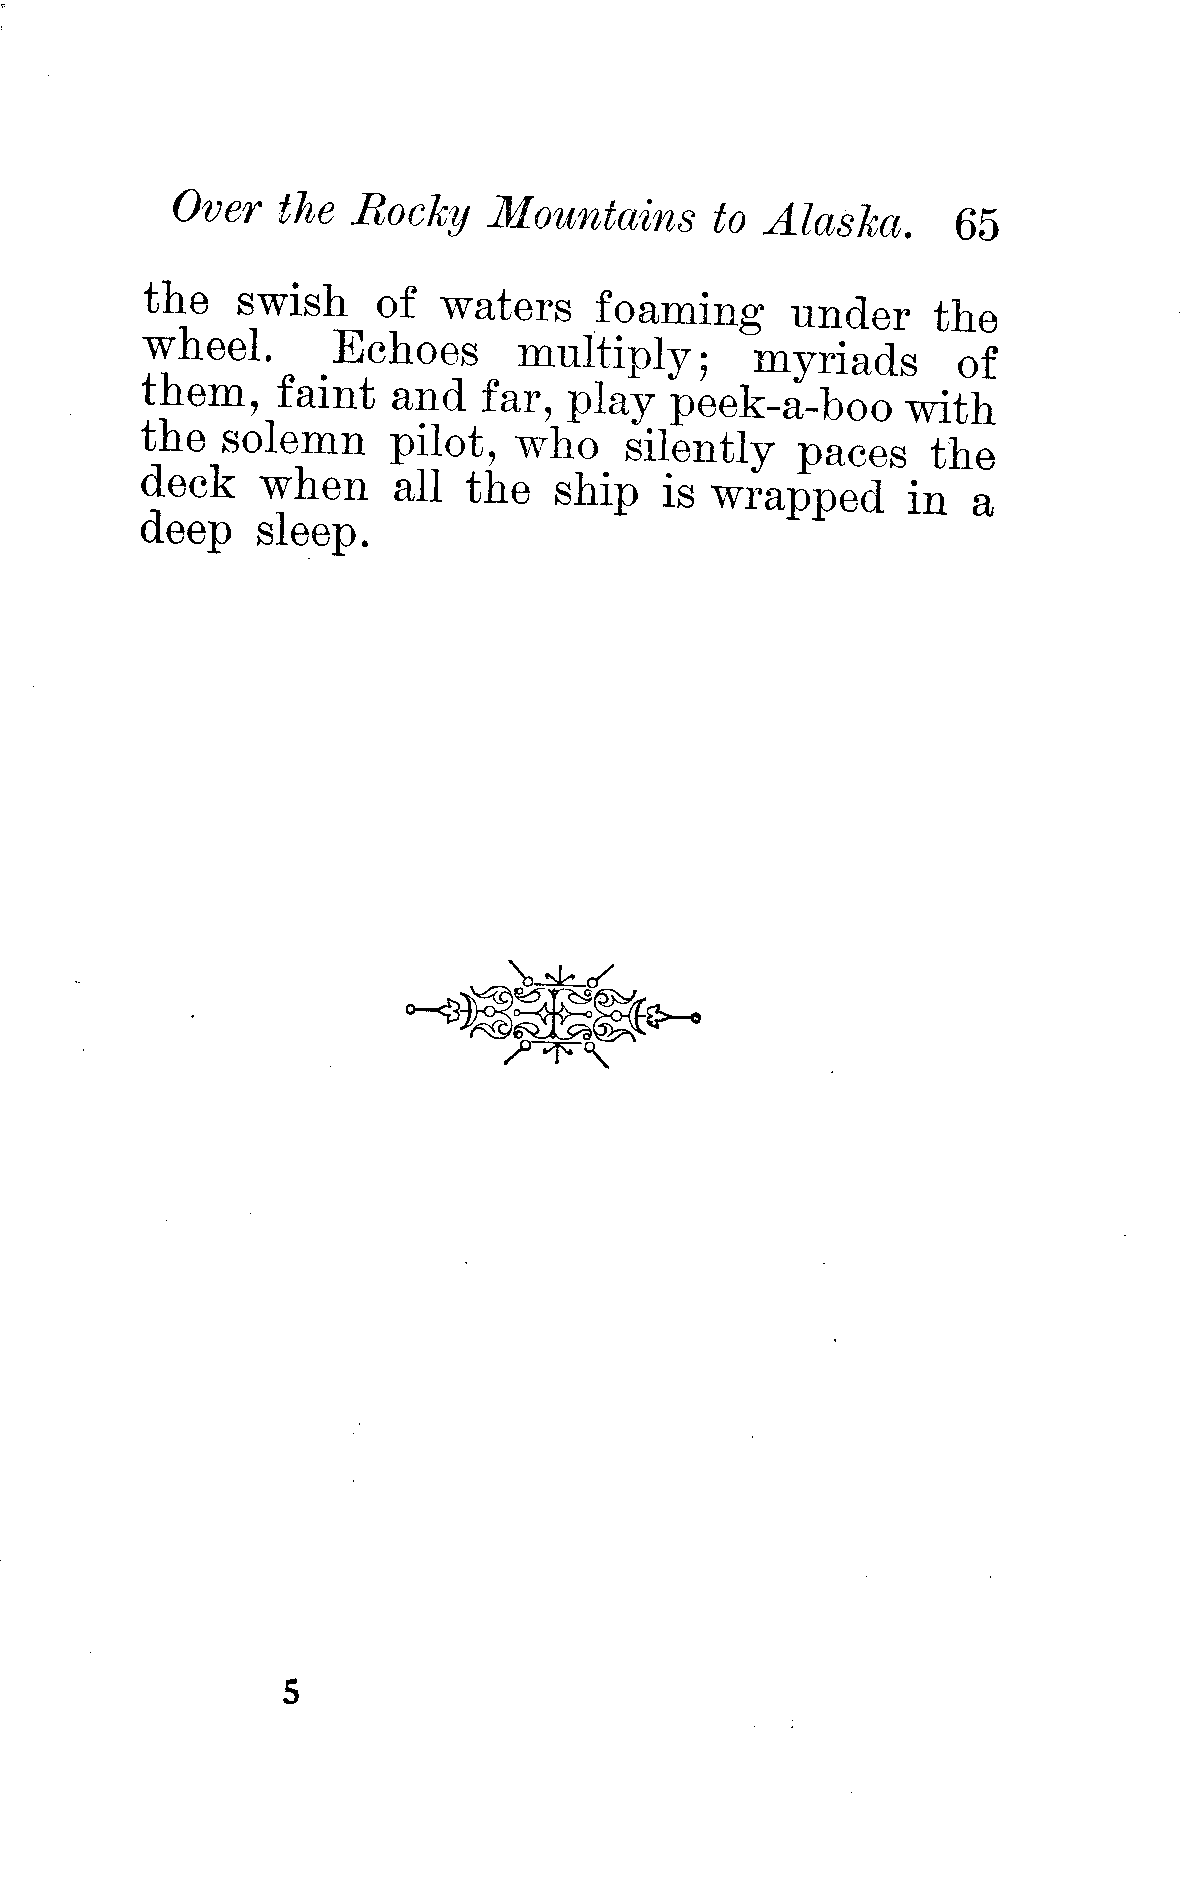 Over the Rocky Mountains to Alaska. 65
the swish of waters foaming under the
wheel. Echoes multiply; myriads of
them, faint and far, play peek-a-boo with
the solemn pilot, who silently paces the
deck when all the ship is wrapped in a
deep sleep.
5